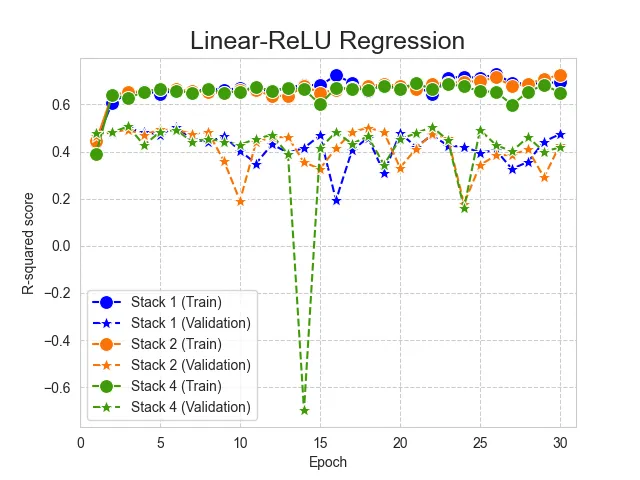 Linear-ReLU Regression
R-squared score
0.6
0.4
0.2
0.0
−0.2
−0.4
−0.6
Stack 1 (Train)
Stack 1 (Validation)
Stack 2 (Train)
Stack 2 (Validation)
Stack 4 (Train)
Stack 4 (Validation)
0 5 10 15 20 25 30
Epoch